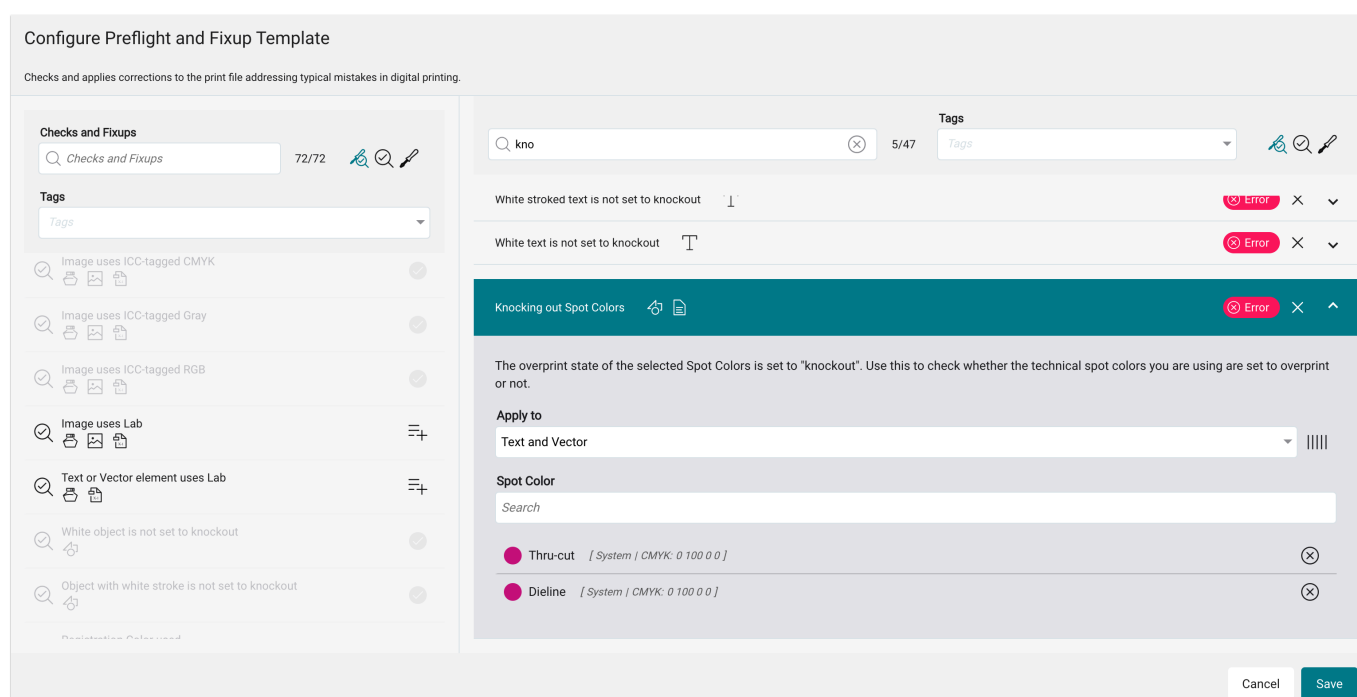 Configure Preflight and Fixup Template
Checks and applies corrections to the print file addressing typical mistakes in digital printing.
Checks and Fixups
Checks and Fixups
72/72
Tags
Tags
Image uses ICC-tagged CMYK
Image uses ICC-tagged Gray
Image uses ICC-tagged RGB
Image uses Lab
Text or Vector element uses Lab
White object is not set to knockout
Object with white stroke is not set to knockout
Registration Color used
kno
5/47
Tags
Tags
White stroked text is not set to knockout
Error
White text is not set to knockout
Error
Knocking out Spot Colors
Error
The overprint state of the selected Spot Colors is set to "knockout". Use this to check whether the technical spot colors you are using are set to overprint
or not.
Apply to
Text and Vector
Spot Color
Search
Thru-cut [ System | CMYK: 0 100 0 0 ]
Dieline [ System | CMYK: 0 100 0 0 ]
Cancel
Save